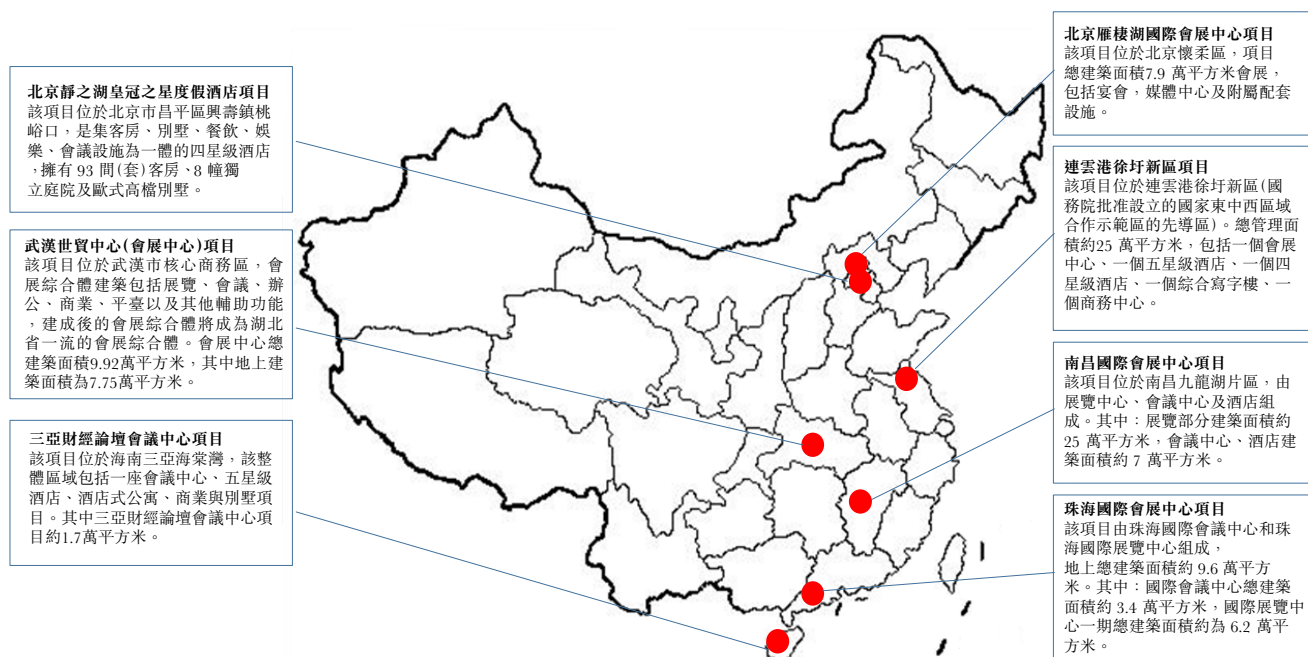 北京靜之湖皇冠之星度假酒店項目
該項目位於北京市昌平區興壽鎮桃
峪口，是集客房、別墅、餐飲、娛
樂、會議設施為一體的四星級酒店
，擁有 93 間(套)客房、8 幢獨
立庭院及歐式高檔別墅。
武漢世貿中心(會展中心)項目
該項目位於武漢市核心商務區，會
展綜合體建築包括展覽、會議、辦
公、商業、平臺以及其他輔助功能
，建成後的會展綜合體將成為湖北
省一流的會展綜合體。會展中心總
建築面積9.92萬平方米，其中地上建
築面積為7.75萬平方米。
三亞財經論壇會議中心項目
該項目位於海南三亞海棠灣，該整
體區域包括一座會議中心、五星級
酒店、酒店式公寓、商業與別墅項
目。其中三亞財經論壇會議中心項
目約1.7萬平方米。
北京雁棲湖國際會展中心項目
該項目位於北京懷柔區，項目
總建築面積7.9 萬平方米會展，
包括宴會，媒體中心及附屬配套
設施。
連雲港徐圩新區項目
該項目位於連雲港徐圩新區(國
務院批准設立的國家東中西區域
合作示範區的先導區)。總管理面
積約25 萬平方米，包括一個會展
中心、一個五星級酒店、一個四
星級酒店、一個綜合寫字樓、一
個商務中心。
南昌國際會展中心項目
該項目位於南昌九龍湖片區，由
展覽中心、會議中心及酒店組
成。其中：展覽部分建築面積約
25 萬平方米，會議中心、酒店建
築面積約 7 萬平方米。
珠海國際會展中心項目
該項目由珠海國際會議中心和珠
海國際展覽中心組成，
地上總建築面積約 9.6 萬平方
米。其中：國際會議中心總建築
面積約 3.4 萬平方米，國際展覽中
心一期總建築面積約為 6.2 萬平
方米。